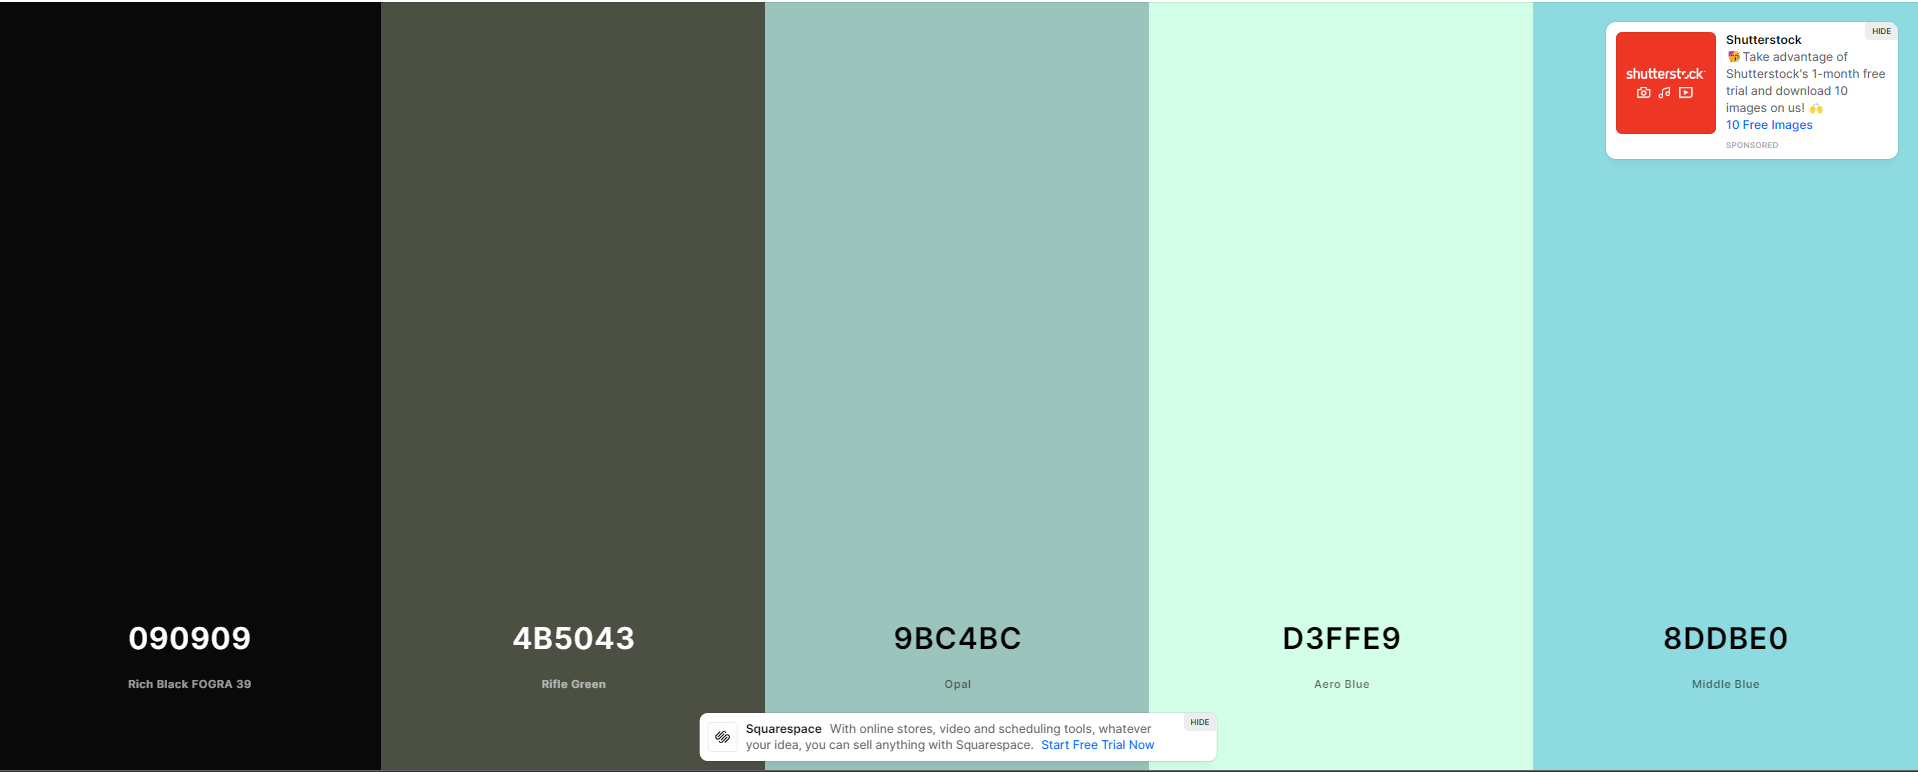 HIDE
Shutterstock
shutterstock
Take advantage of
Shutterstock's 1-month free
trial and download 10
images on us!
10 Free Images
SPONSORED
090909
4B5043
9BC4BC
D3FFE9
8DDBE0
Rich Black FOGRA 39
Rifle Green
Opal
Aero Blue
Middle Blue
HIDE
Squarespace With online stores, video and scheduling tools, whatever
your idea, you can sell anything with Squarespace. Start Free Trial Now